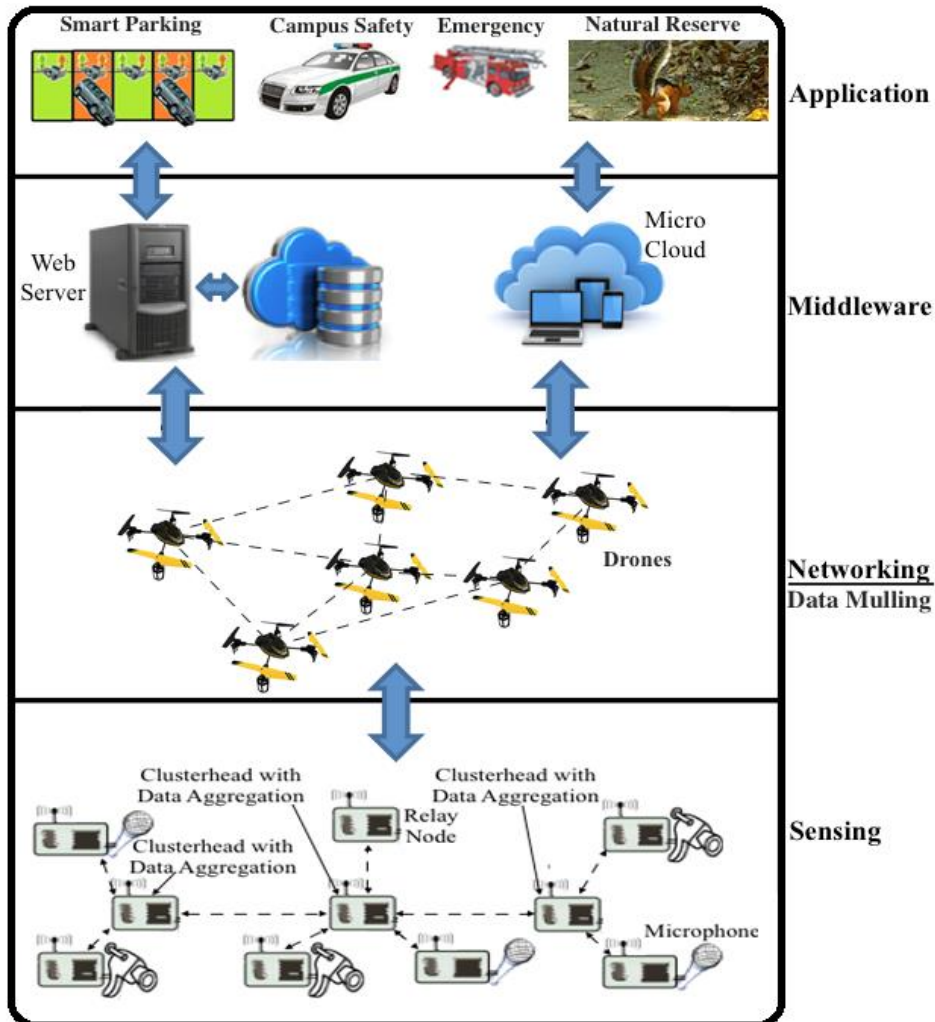 Smart Parking
Campus Safety
Emergency
Natural Reserve
Application
Web
Server
Micro
Cloud
Middleware
Drones
Networking
Data Mulling
Clusterhead with
Data Aggregation
Clusterhead with
Data Aggregation
Relay
Node
Clusterhead with
Data Aggregation
Sensing
Microphone